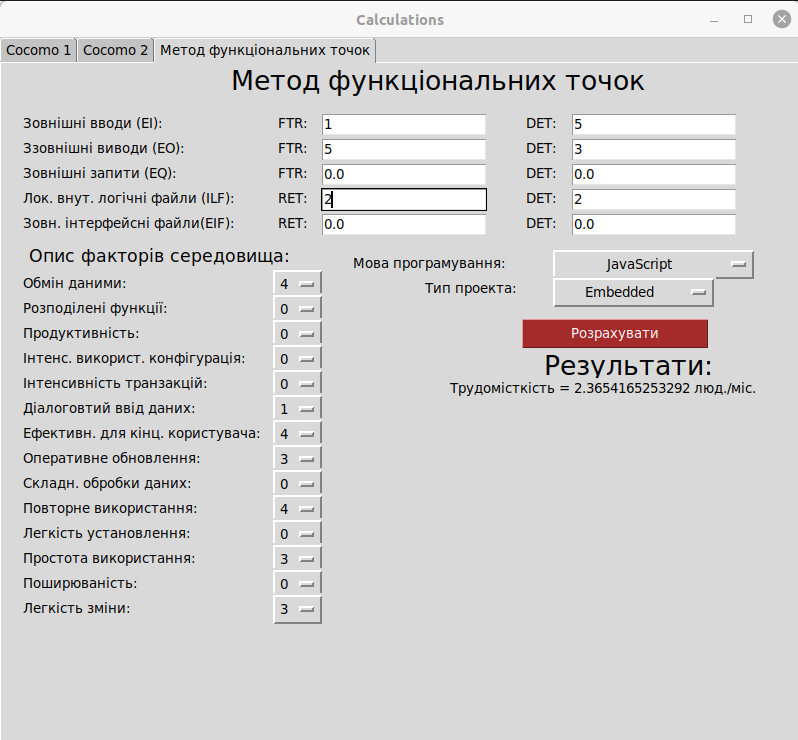 Calculations
Cocomo 1 Cocomo 2 Метод функціональних точок
Метод функціональних точок
Зовнішні вводи (EI): FTR: 1 DET: 5
Ззовнішні виводи (EO): FTR: 5 DET: 3
Зовнішні запити (EQ): FTR: 0.0 DET: 0.0
Лок. внут. логічні файли (ILF): RET: 2 DET: 2
Зовн. інтерфейсні файли(EIF): RET: 0.0 DET: 0.0
Опис факторів середовища:
Обмін даними: 4
Розподілені функції: 0
Продуктивність: 0
Інтенс. використ. конфігурація: 0
Інтенсивність транзакцій: 0
Діалоговтий ввід даних: 1
Ефективн. для кінц. користувача: 4
Оперативне обновлення: 3
Складн. обробки даних: 0
Повторне використання: 4
Легкість установлення: 0
Простота використання: 3
Поширюваність: 0
Легкість зміни: 3
Мова програмування: JavaScript
Тип проекта: Embedded
Розрахувати
Результати:
Трудомісткість = 2.3654165253292 люд./міс.